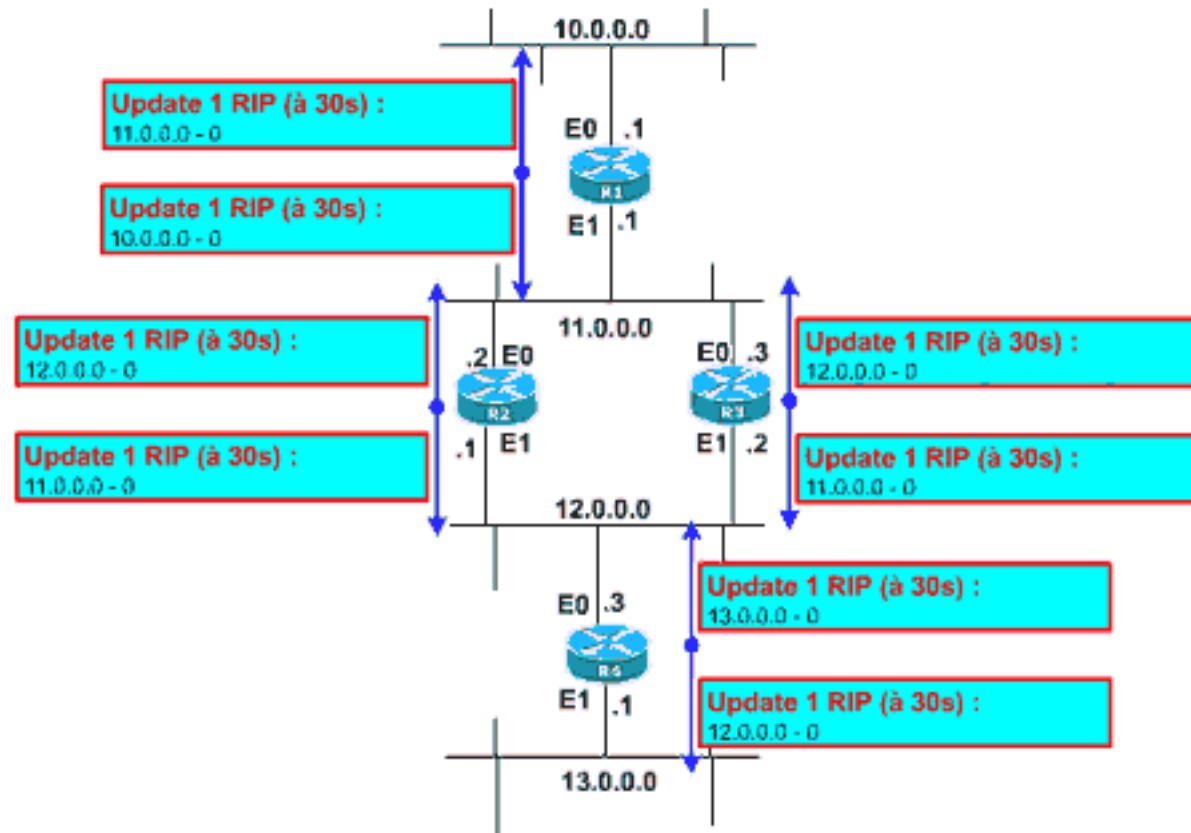 10.0.0.0
Update 1 RIP (à 30s) :
11.0.0.0 - 0
E0 .1
R1
Update 1 RIP (à 30s) :
10.0.0.0 - 0
E1 .1
11.0.0.0
Update 1 RIP (à 30s) :
12.0.0.0 - 0
.2 E0
R2
.1 E1
E0 .3
R3
E1 .2
Update 1 RIP (à 30s) :
12.0.0.0 - 0
Update 1 RIP (à 30s) :
11.0.0.0 - 0
Update 1 RIP (à 30s) :
11.0.0.0 - 0
12.0.0.0
E0 .3
R4
E1 .1
Update 1 RIP (à 30s) :
13.0.0.0 - 0
Update 1 RIP (à 30s) :
12.0.0.0 - 0
13.0.0.0